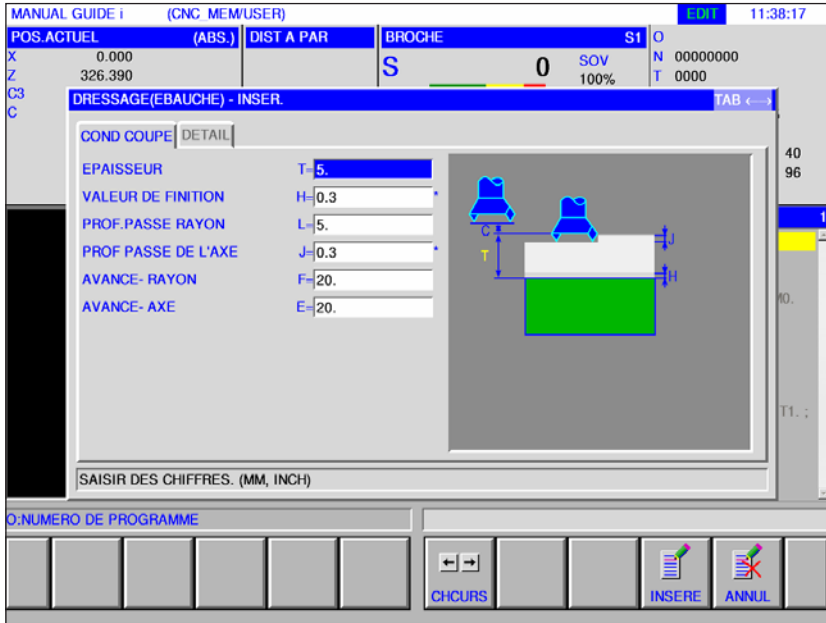 MANUAL GUIDE i (CNC_MEM/USER) EDIT 11:38:17
POS.ACTUEL (ABS.) DIST A PAR BROCHE S1 O
X 0.000 S 0 SOV N 00000000
Z 326.390 100% T 0000
C3
C
DRESSAGE(EBAUCHE) - INSER. TAB ←→
COND COUPE DETAIL
EPAISSEUR T=5.
VALEUR DE FINITION H=0.3 *
PROF.PASSE RAYON L=5.
PROF PASSE DE L'AXE J=0.3 *
AVANCE- RAYON F=20.
AVANCE- AXE E=20.
C
T
J
H
40
96
1
M0.
T1. ;
SAISIR DES CHIFFRES. (MM, INCH)
O:NUMERO DE PROGRAMME
CHCURS INSERE ANNUL